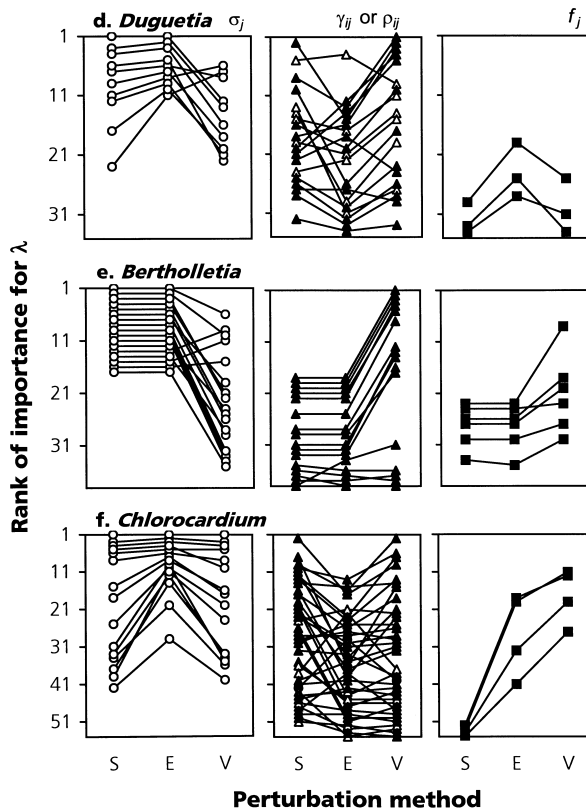 d. Duguetia σj γij or ρij fj
1
11
21
31
e. Bertholletia
1
11
21
31
f. Chlorocardium
1
11
21
31
41
51
Rank of importance for λ
S E V S E V S E V
Perturbation method